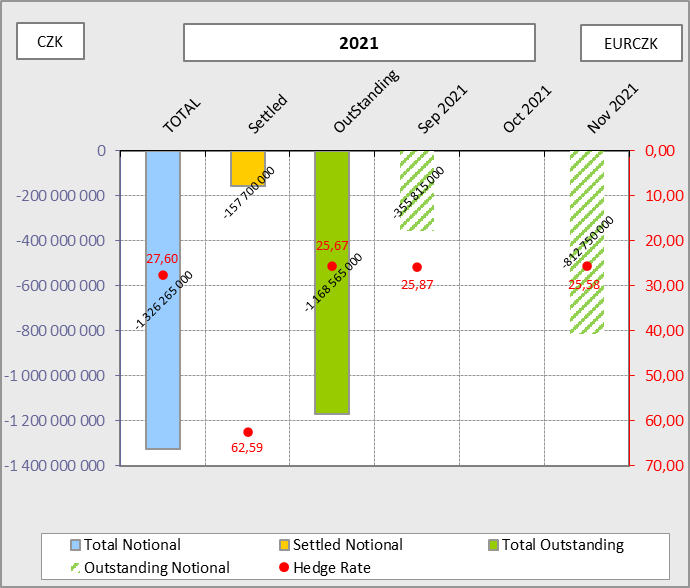 CZK
2021
EURCZK
TOTAL
Settled
OutStanding
Sep 2021
Oct 2021
Nov 2021
0
-200 000 000
-400 000 000
-600 000 000
-800 000 000
-1 000 000 000
-1 200 000 000
-1 400 000 000
0,00
10,00
20,00
30,00
40,00
50,00
60,00
70,00
-1 326 265 000
-157 700 000
-1 168 565 000
-355 815 000
-812 750 000
27,60
62,59
25,67
25,87
25,58
Total Notional
Settled Notional
Total Outstanding
Outstanding Notional
Hedge Rate